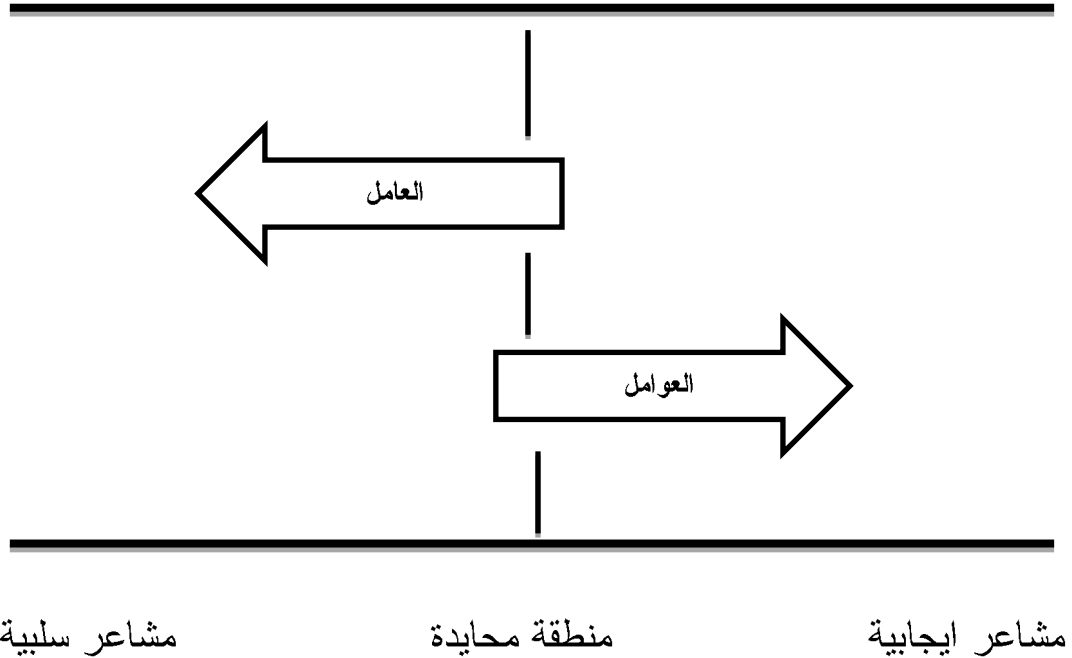 العامل
العوامل
مشاعر ايجابية
منطقة محايدة
مشاعر سلبية